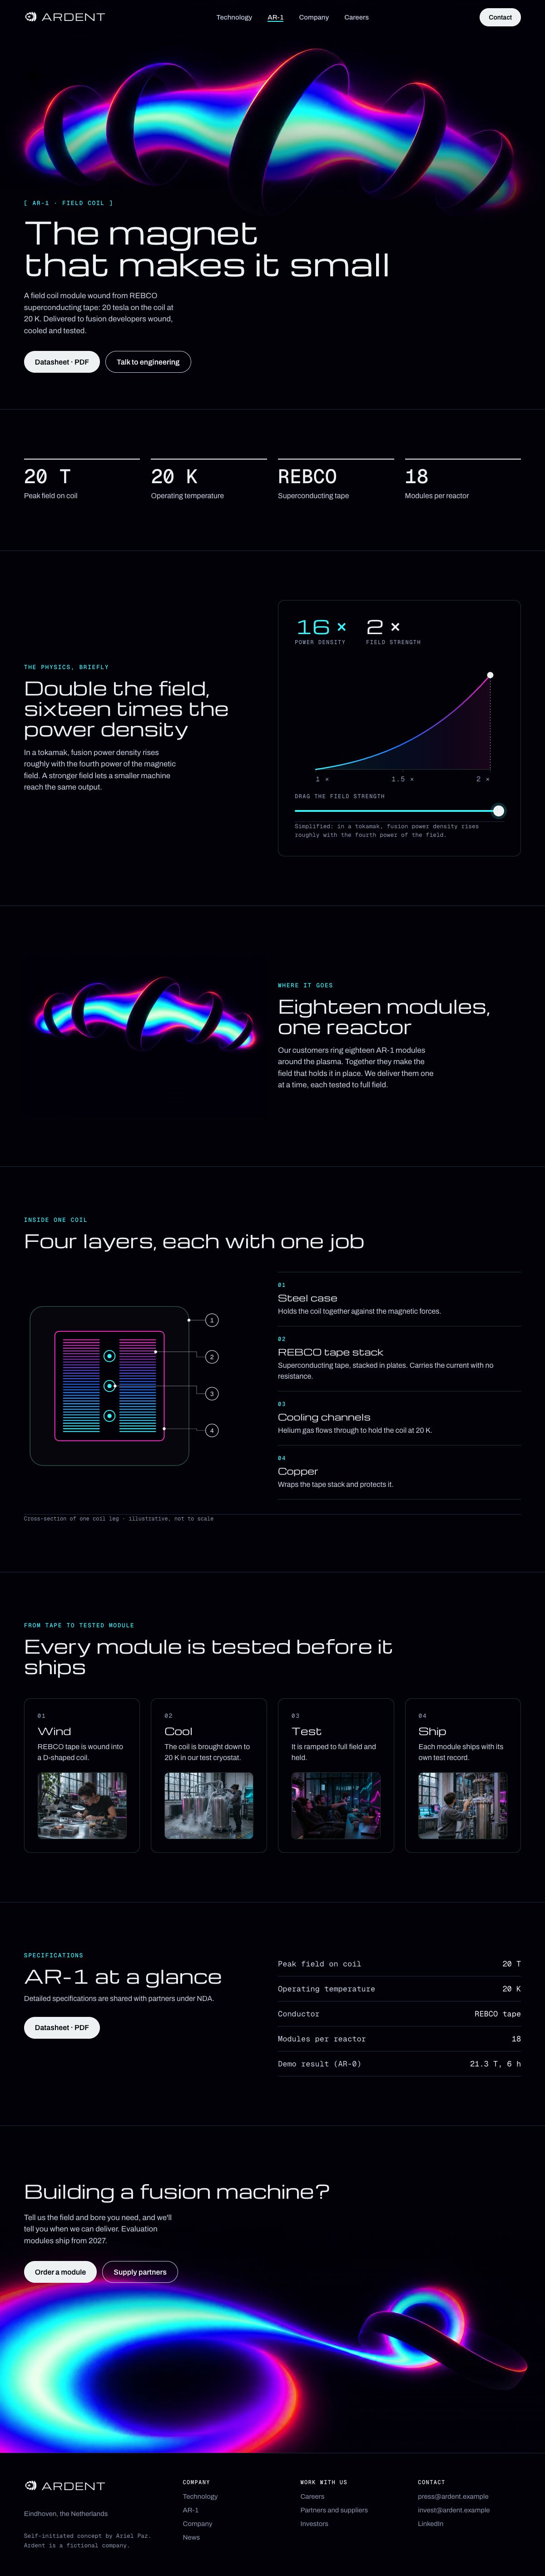 ARDENT
Technology
AR-1
Company
Careers
Contact
[ AR-1 · FIELD COIL ]
The magnet
that makes it small
A field coil module wound from REBCO
superconducting tape: 20 tesla on the coil at
20 K. Delivered to fusion developers wound,
cooled and tested.
Datasheet · PDF
Talk to engineering
20 T
Peak field on coil
20 K
Operating temperature
REBCO
Superconducting tape
18
Modules per reactor
THE PHYSICS, BRIEFLY
Double the field,
sixteen times the
power density
In a tokamak, fusion power density rises
roughly with the fourth power of the magnetic
field. A stronger field lets a smaller machine
reach the same output.
16 ×
POWER DENSITY
2 ×
FIELD STRENGTH
1 ×
1.5 ×
2 ×
DRAG THE FIELD STRENGTH
Simplified: in a tokamak, fusion power density rises
roughly with the fourth power of the field.
WHERE IT GOES
Eighteen modules,
one reactor
Our customers ring eighteen AR-1 modules
around the plasma. Together they make the
field that holds it in place. We deliver them one
at a time, each tested to full field.
INSIDE ONE COIL
Four layers, each with one job
1
2
3
4
01
Steel case
Holds the coil together against the magnetic forces.
02
REBCO tape stack
Superconducting tape, stacked in plates. Carries the current with no
resistance.
03
Cooling channels
Helium gas flows through to hold the coil at 20 K.
04
Copper
Wraps the tape stack and protects it.
Cross-section of one coil leg · illustrative, not to scale
FROM TAPE TO TESTED MODULE
Every module is tested before it
ships
01
Wind
REBCO tape is wound into
a D-shaped coil.
02
Cool
The coil is brought down to
20 K in our test cryostat.
03
Test
It is ramped to full field and
held.
04
Ship
Each module ships with its
own test record.
SPECIFICATIONS
AR-1 at a glance
Detailed specifications are shared with partners under NDA.
Datasheet · PDF
Peak field on coil 20 T
Operating temperature 20 K
Conductor REBCO tape
Modules per reactor 18
Demo result (AR-0) 21.3 T, 6 h
Building a fusion machine?
Tell us the field and bore you need, and we'll
tell you when we can deliver. Evaluation
modules ship from 2027.
Order a module
Supply partners
ARDENT
Eindhoven, the Netherlands
Self-initiated concept by Ariel Paz.
Ardent is a fictional company.
COMPANY
Technology
AR-1
Company
News
WORK WITH US
Careers
Partners and suppliers
Investors
CONTACT
press@ardent.example
invest@ardent.example
LinkedIn